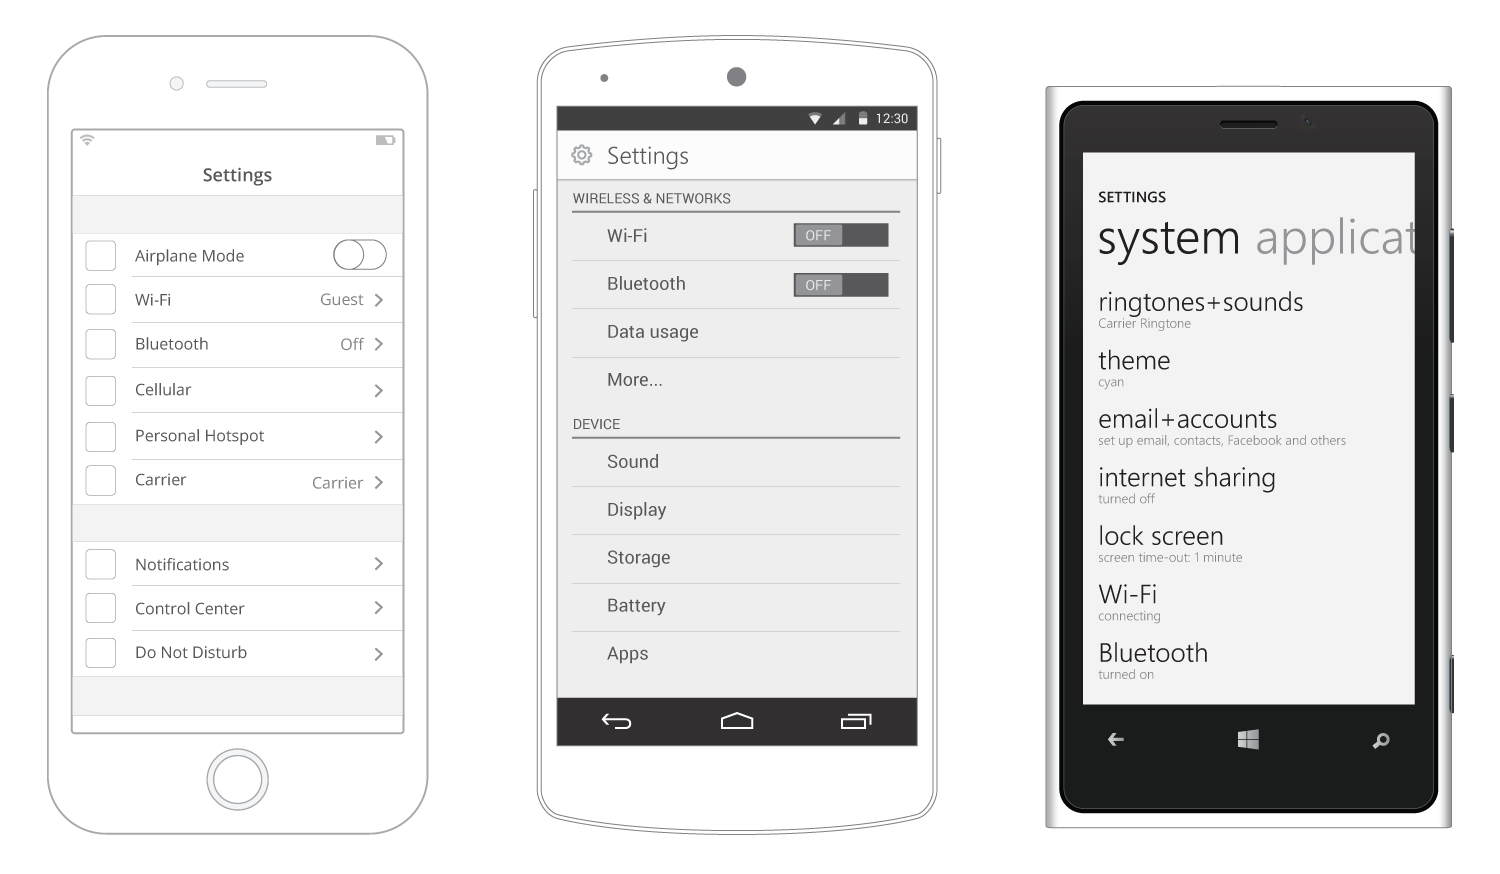 Settings
Airplane Mode
Wi-Fi Guest
Bluetooth Off
Cellular
Personal Hotspot
Carrier Carrier
Notifications
Control Center
Do Not Disturb
12:30
Settings
WIRELESS & NETWORKS
Wi-Fi OFF
Bluetooth OFF
Data usage
More...
DEVICE
Sound
Display
Storage
Battery
Apps
SETTINGS
system applicat
ringtones+sounds
Carrier Ringtone
theme
cyan
email+accounts
set up email, contacts, Facebook and others
internet sharing
turned off
lock screen
screen time-out: 1 minute
Wi-Fi
connecting
Bluetooth
turned on